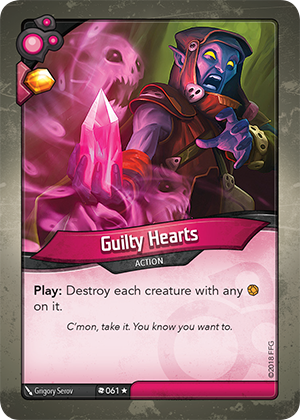 Guilty Hearts
ACTION
Play: Destroy each creature with any
on it.
C'mon, take it. You know you want to.
Grigory Serov
061
©2018 FFG